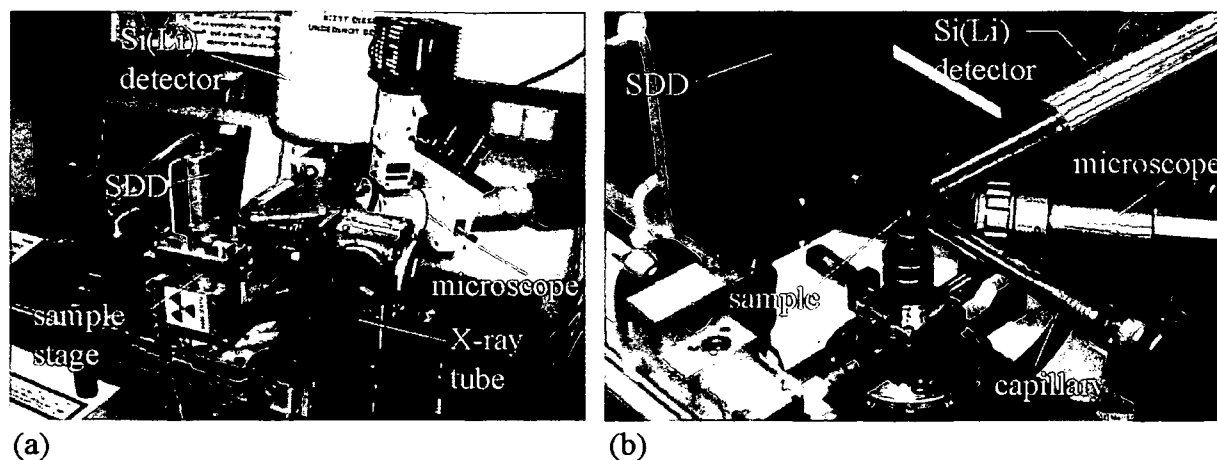 Si(Li)
detector
SDD
sample
stage
microscope
X-ray
tube
(a)
SDD
Si(Li)
detector
microscope
sample
capillary
(b)